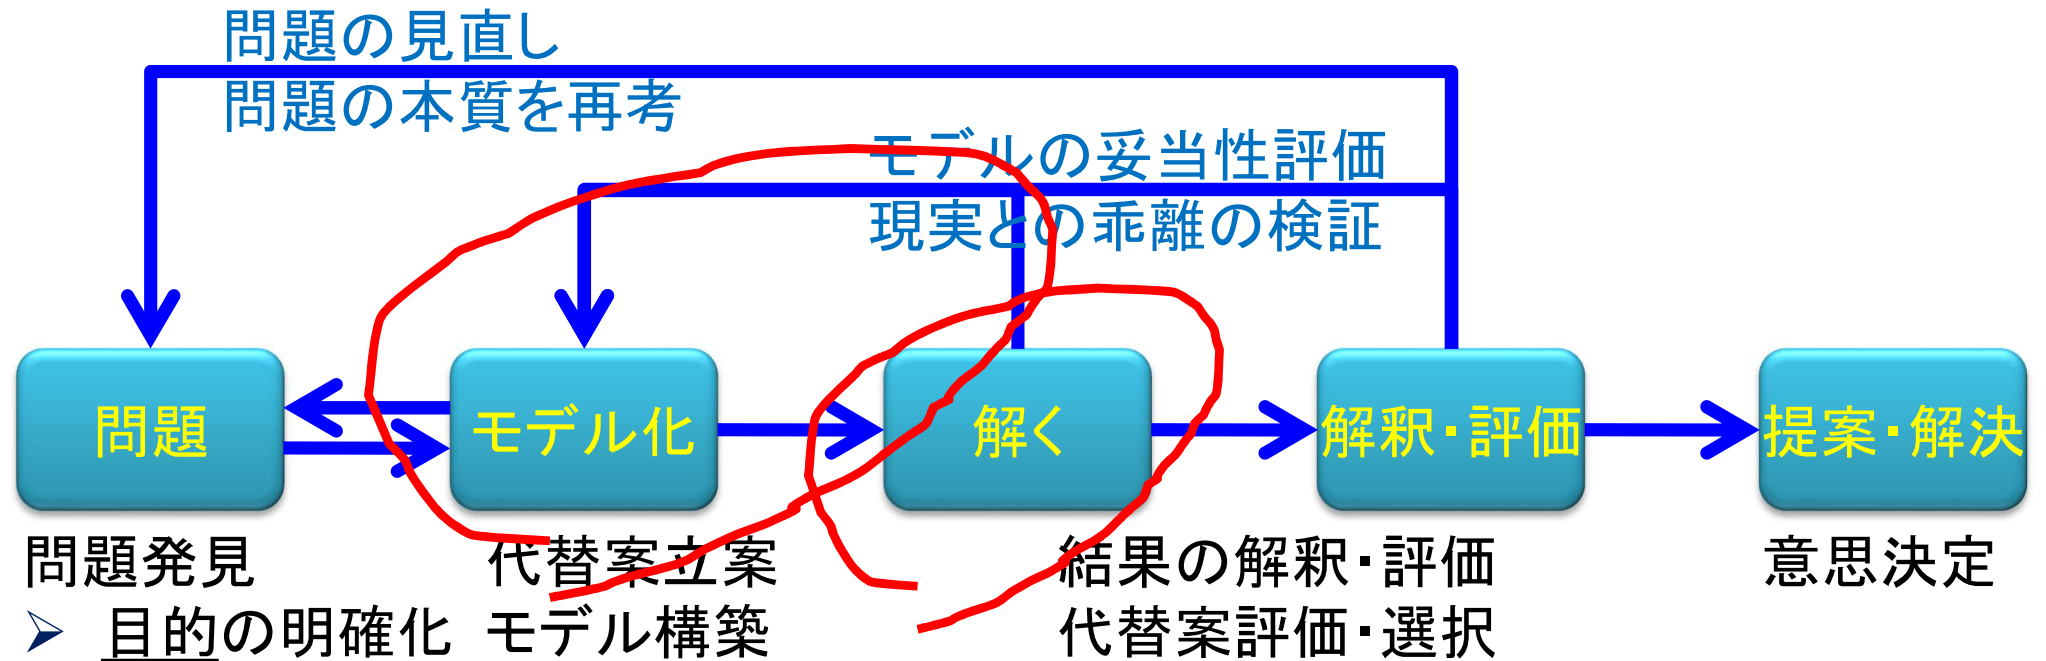 問題の見直し
問題の本質を再考
モデルの妥当性評価
現実との乖離の検証
問題
モデル化
解く
解釈・評価
提案・解決
問題発見
➢ 目的の明確化
代替案立案
モデル構築
結果の解釈・評価
代替案評価・選択
意思決定